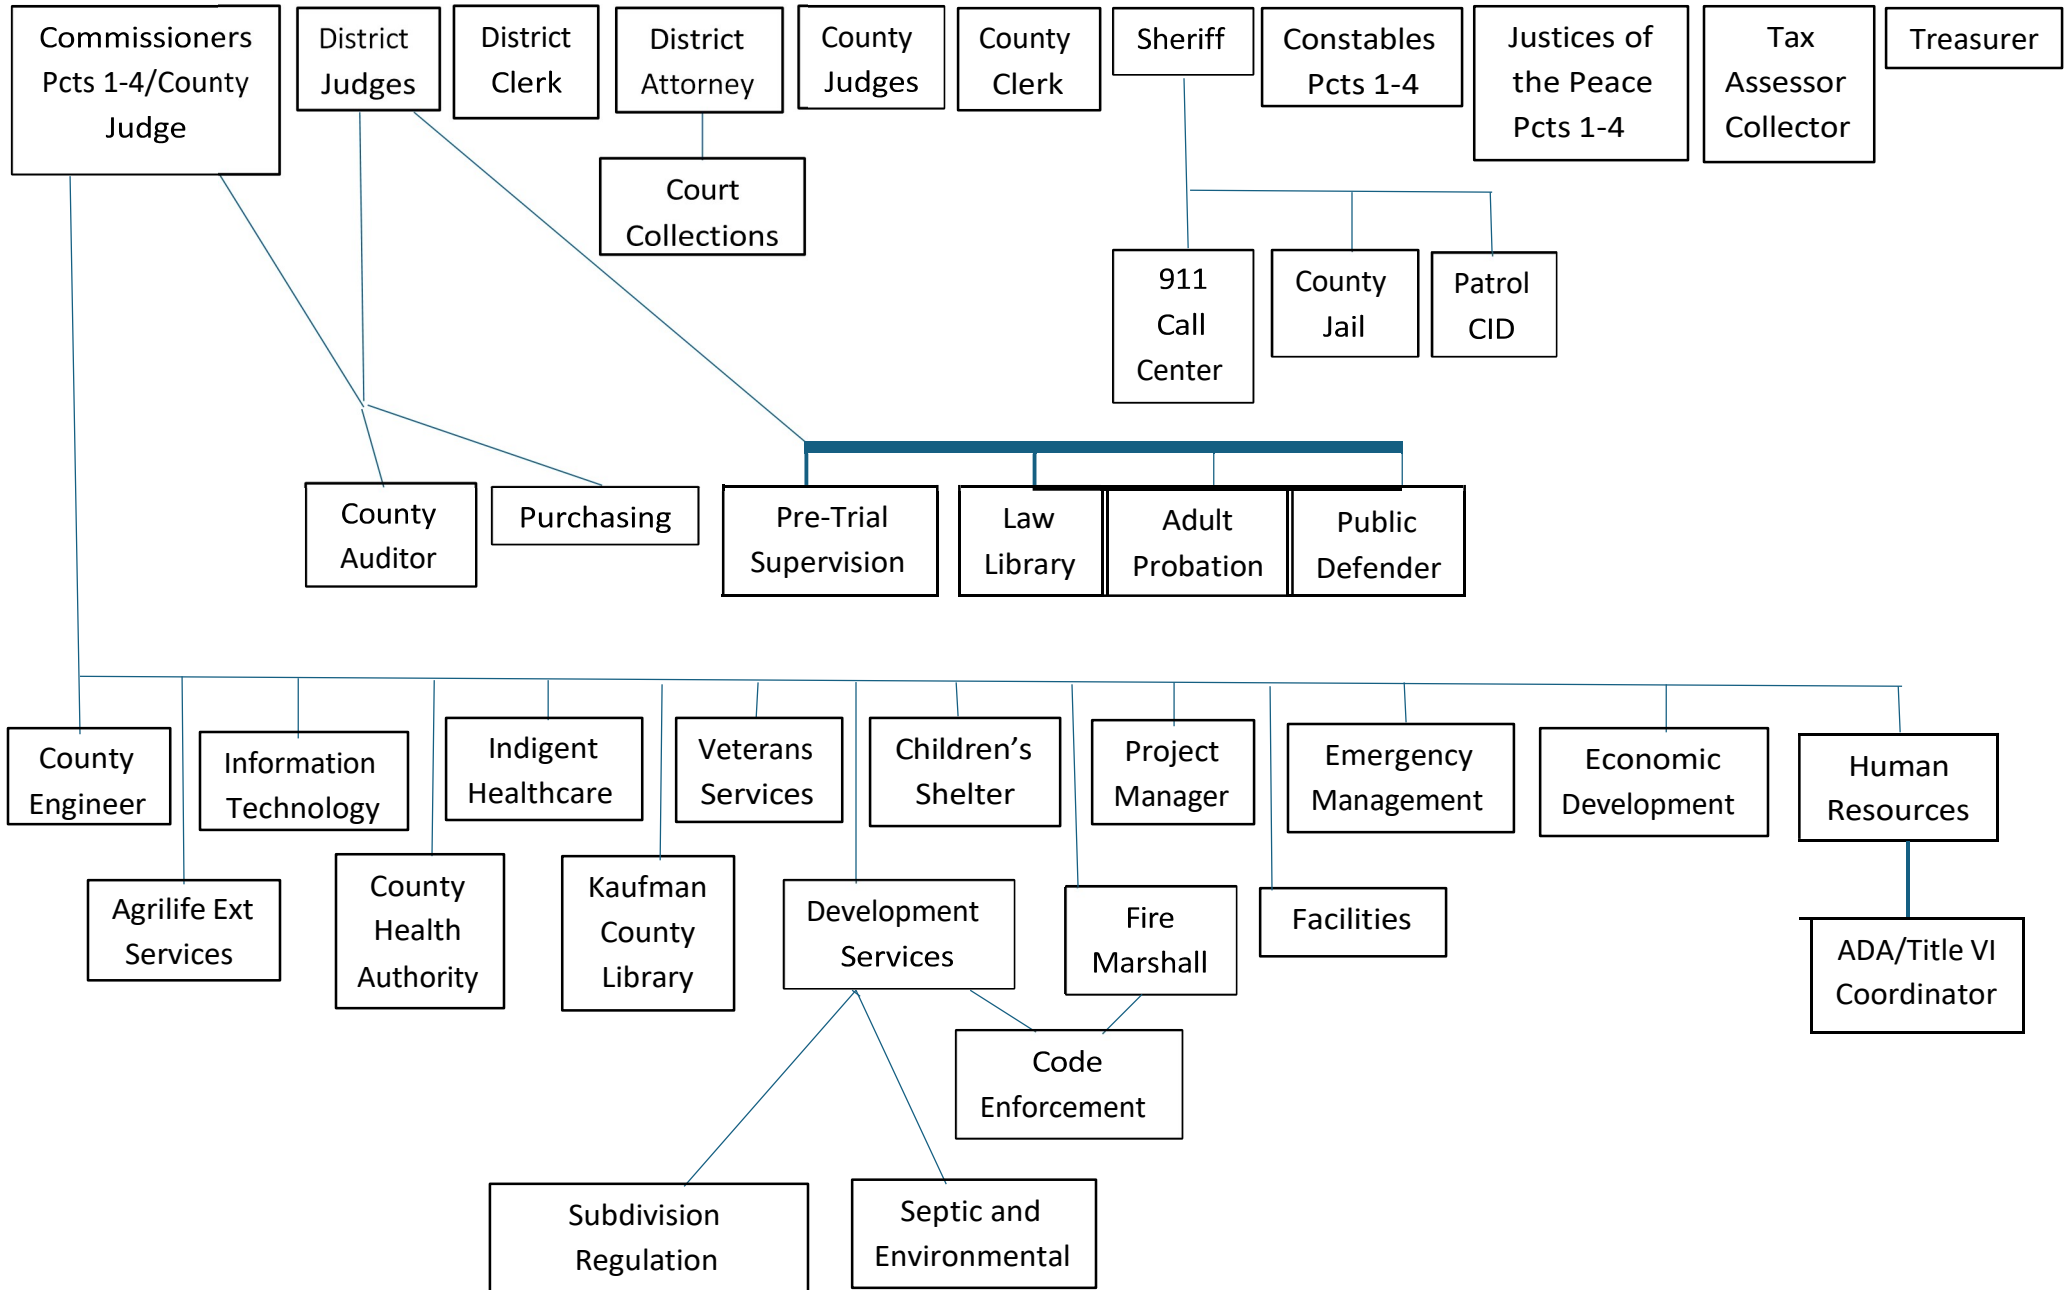 Commissioners
Pcts 1-4/County
Judge
District
Judges
District
Clerk
District
Attorney
County
Judges
County
Clerk
Sheriff
Constables
Pcts 1-4
Justices of
the Peace
Pcts 1-4
Tax
Assessor
Collector
Treasurer
Court
Collections
911
Call
Center
County
Jail
Patrol
CID
County
Auditor
Purchasing
Pre-Trial
Supervision
Law
Library
Adult
Probation
Public
Defender
County
Engineer
Information
Technology
Indigent
Healthcare
Veterans
Services
Children’s
Shelter
Project
Manager
Emergency
Management
Economic
Development
Human
Resources
Agrilife Ext
Services
County
Health
Authority
Kaufman
County
Library
Development
Services
Fire
Marshall
Facilities
ADA/Title VI
Coordinator
Code
Enforcement
Subdivision
Regulation
Septic and
Environmental